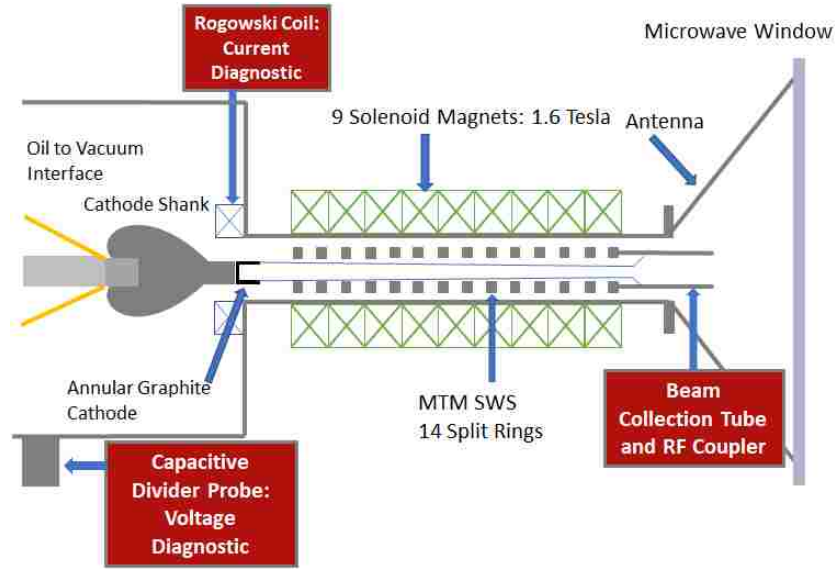 Rogowski Coil:
Current
Diagnostic
Microwave Window
9 Solenoid Magnets: 1.6 Tesla
Antenna
Oil to Vacuum
Interface
Cathode Shank
Annular Graphite
Cathode
MTM SWS
14 Split Rings
Beam
Collection Tube
and RF Coupler
Capacitive
Divider Probe:
Voltage
Diagnostic